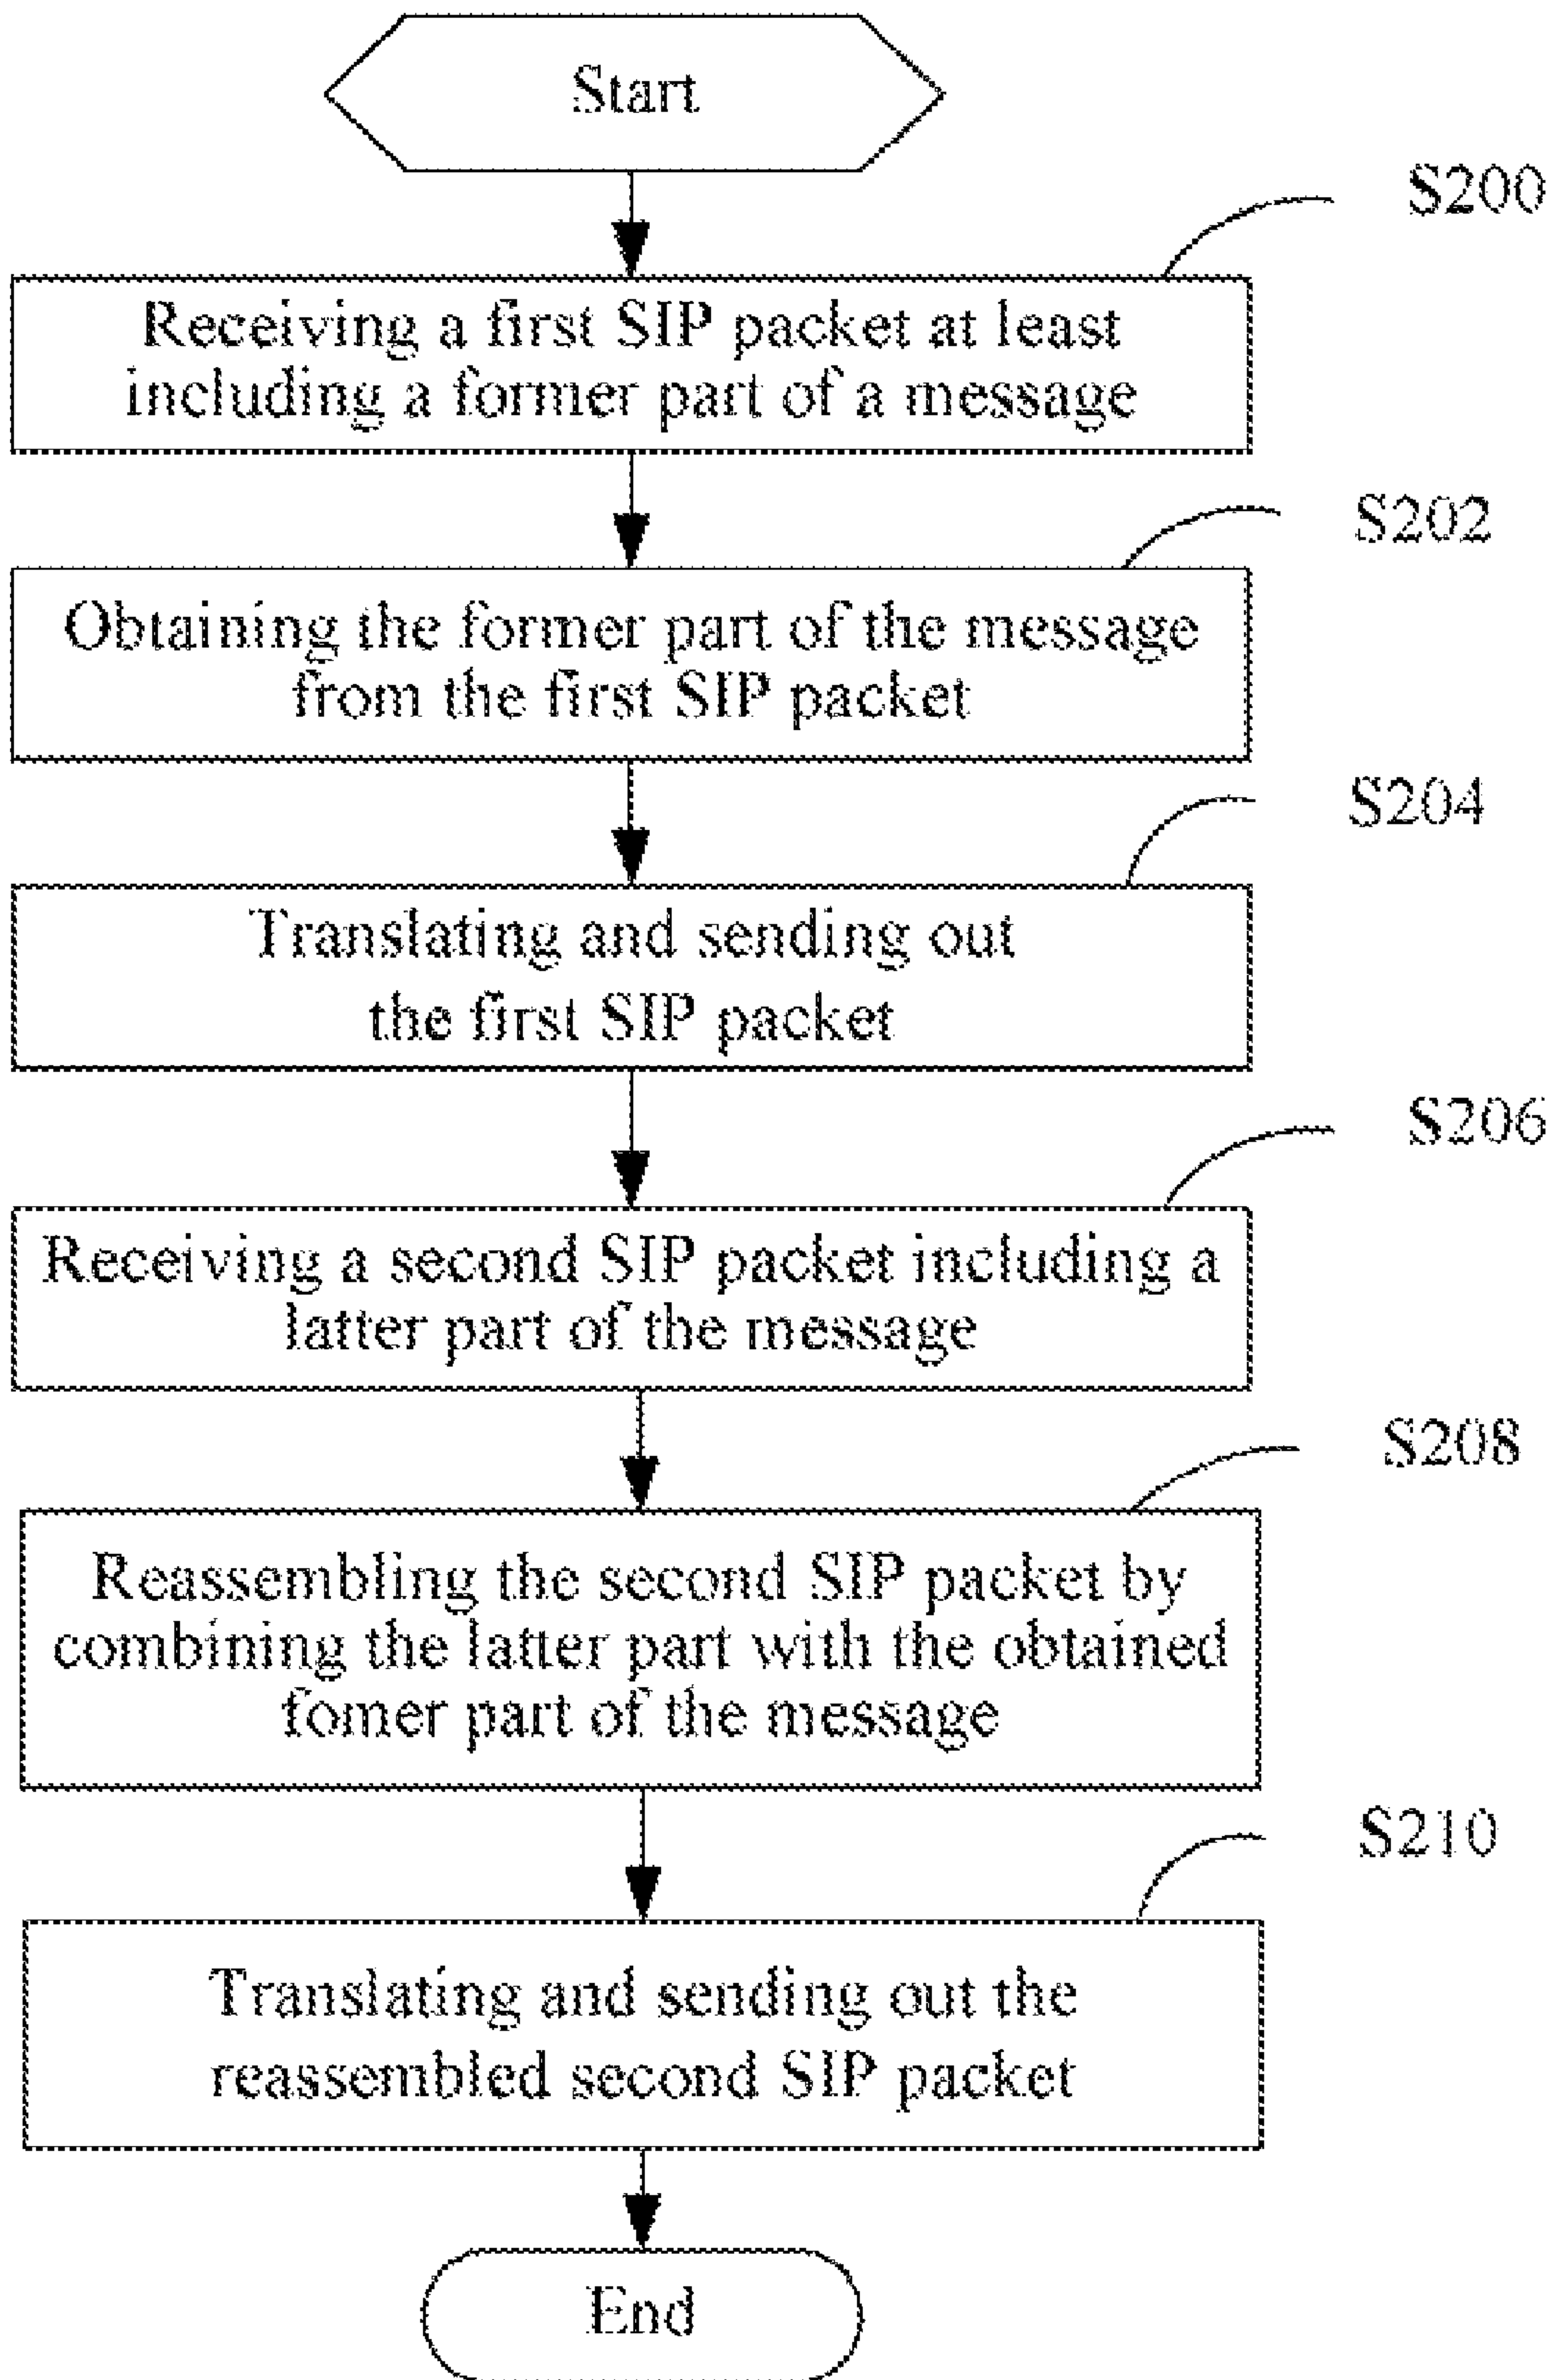 Start
S200
Receiving a first SIP packet at least
including a former part of a message
S202
Obtaining the former part of the message
from the first SIP packet
S204
Translating and sending out
the first SIP packet
S206
Receiving a second SIP packet including a
latter part of the message
S208
Reassembling the second SIP packet by
combining the latter part with the obtained
fomer part of the message
S210
Translating and sending out the
reassembled second SIP packet
End